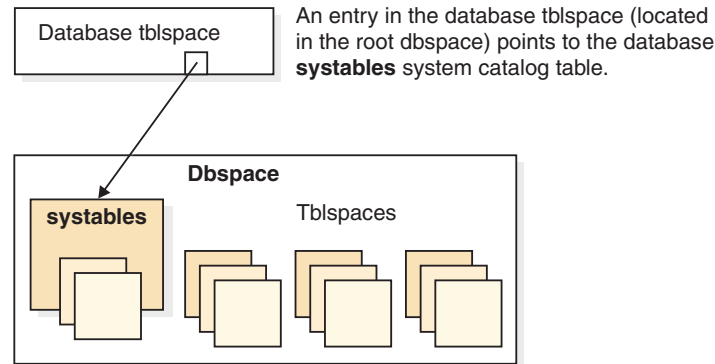 Database tblspace
An entry in the database tblspace (located
in the root dbspace) points to the database
systables system catalog table.
Dbspace
systables
Tblspaces